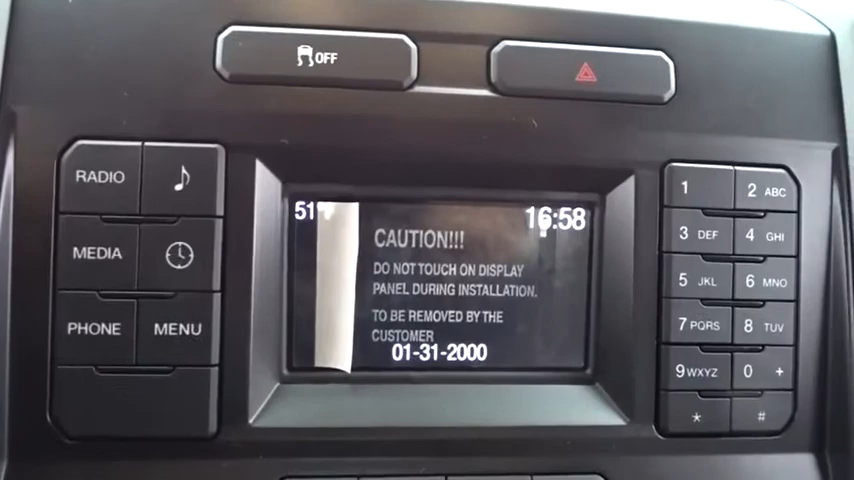 OFF
RADIO
MEDIA
PHONE MENU
51°F 16:58
CAUTION!!!
DO NOT TOUCH ON DISPLAY
PANEL DURING INSTALLATION.
TO BE REMOVED BY THE
CUSTOMER
01-31-2000
1 2 ABC
3 DEF 4 GHI
5 JKL 6 MNO
7 PQRS 8 TUV
9 WXYZ 0 +
* #